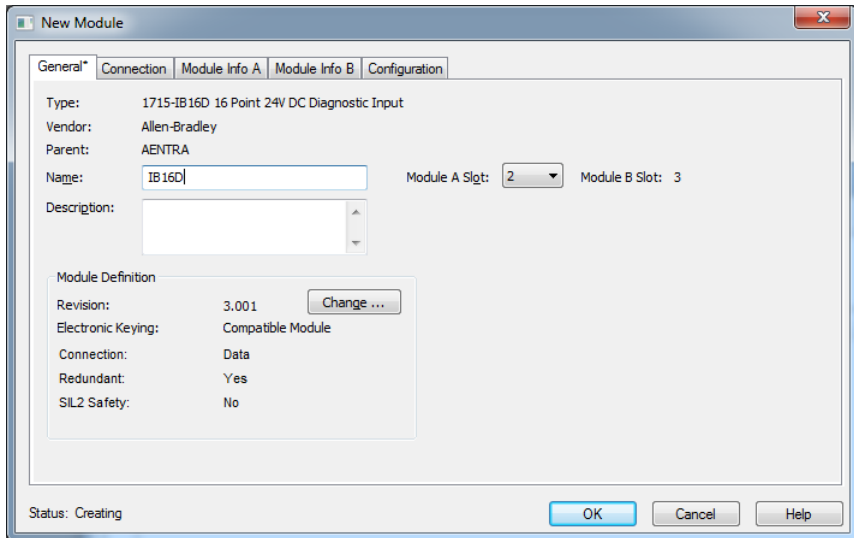 New Module
General* Connection Module Info A Module Info B Configuration
Type: 1715-IB16D 16 Point 24V DC Diagnostic Input
Vendor: Allen-Bradley
Parent: AENTRA
Name: IB16D Module A Slot: 2 Module B Slot: 3
Description:
Module Definition
Revision: 3.001 Change ...
Electronic Keying: Compatible Module
Connection: Data
Redundant: Yes
SIL2 Safety: No
Status: Creating OK Cancel Help